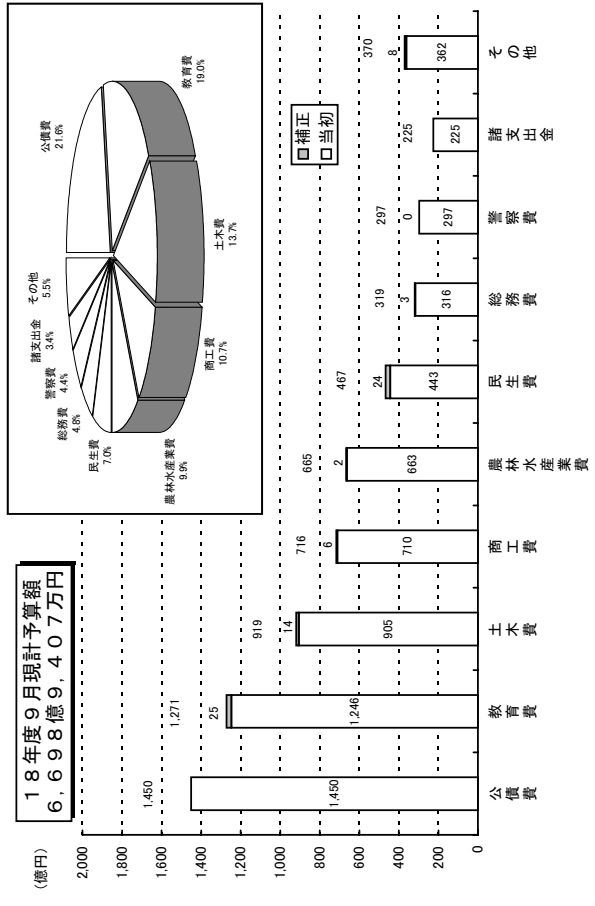 18年度9月現計予算額
6,698億9,407万円
(億円)
2,000
1,800
1,600
1,400
1,200
1,000
800
600
400
200
0
1,450
1,450
公債費
1,271
25
1,246
教育費
919
14
905
土木費
716
6
710
商工費
665
2
663
農林水産業費
467
24
443
民生費
319
3
316
総務費
297
0
297
警察費
225
225
諸支出金
370
8
362
その他
補正
当初
公債費
21.6%
教育費
19.0%
土木費
13.7%
商工費
10.7%
農林水産業費
9.9%
民生費
7.0%
総務費
4.8%
警察費
4.4%
諸支出金
3.4%
その他
5.5%